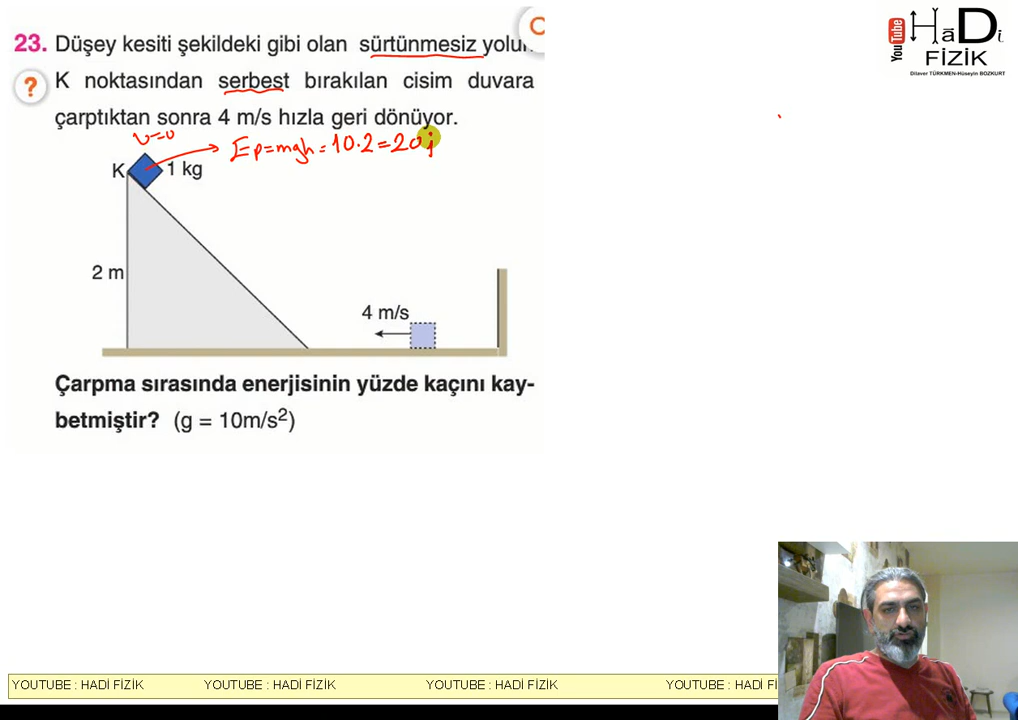 23. Düşey kesiti şekildeki gibi olan sürtünmesiz yolun
? K noktasından serbest bırakılan cisim duvara
çarptıktan sonra 4 m/s hızla geri dönüyor.
v=0
Ep=mgh=10.2=20j
K
1 kg
2 m
4 m/s
Çarpma sırasında enerjisinin yüzde kaçını kay-
betmiştir? (g = 10m/s²)
YouTube
HaDi
FİZİK
Dilaver TÜRKMEN-Hüseyin BOZKURT
YOUTUBE : HADİ FİZİK YOUTUBE : HADİ FİZİK YOUTUBE : HADİ FİZİK YOUTUBE : HADİ Fİ